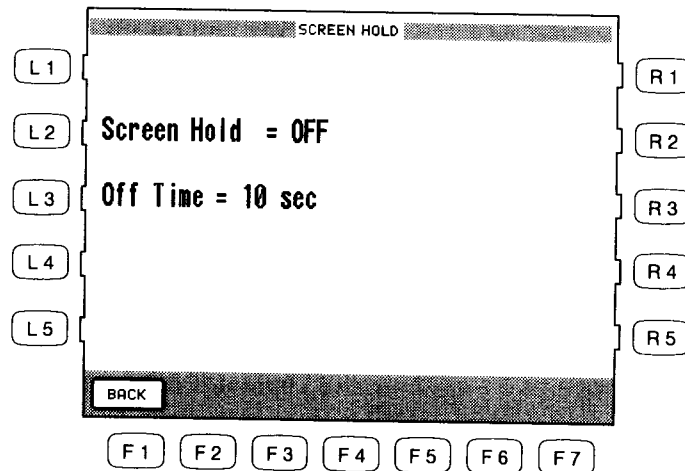 SCREEN HOLD
L1
R1
L2 Screen Hold = OFF
R2
L3 Off Time = 10 sec
R3
L4
R4
L5
R5
BACK
F1 F2 F3 F4 F5 F6 F7